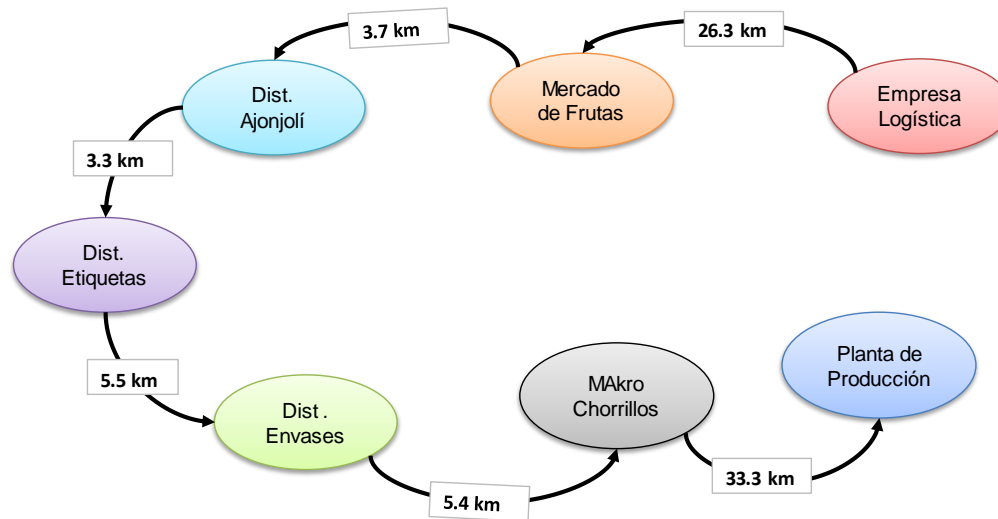 3.7 km
26.3 km
Dist.
Ajonjolí
Mercado
de Frutas
Empresa
Logística
3.3 km
Dist.
Etiquetas
5.5 km
Dist .
Envases
MAkro
Chorrillos
Planta de
Producción
5.4 km
33.3 km